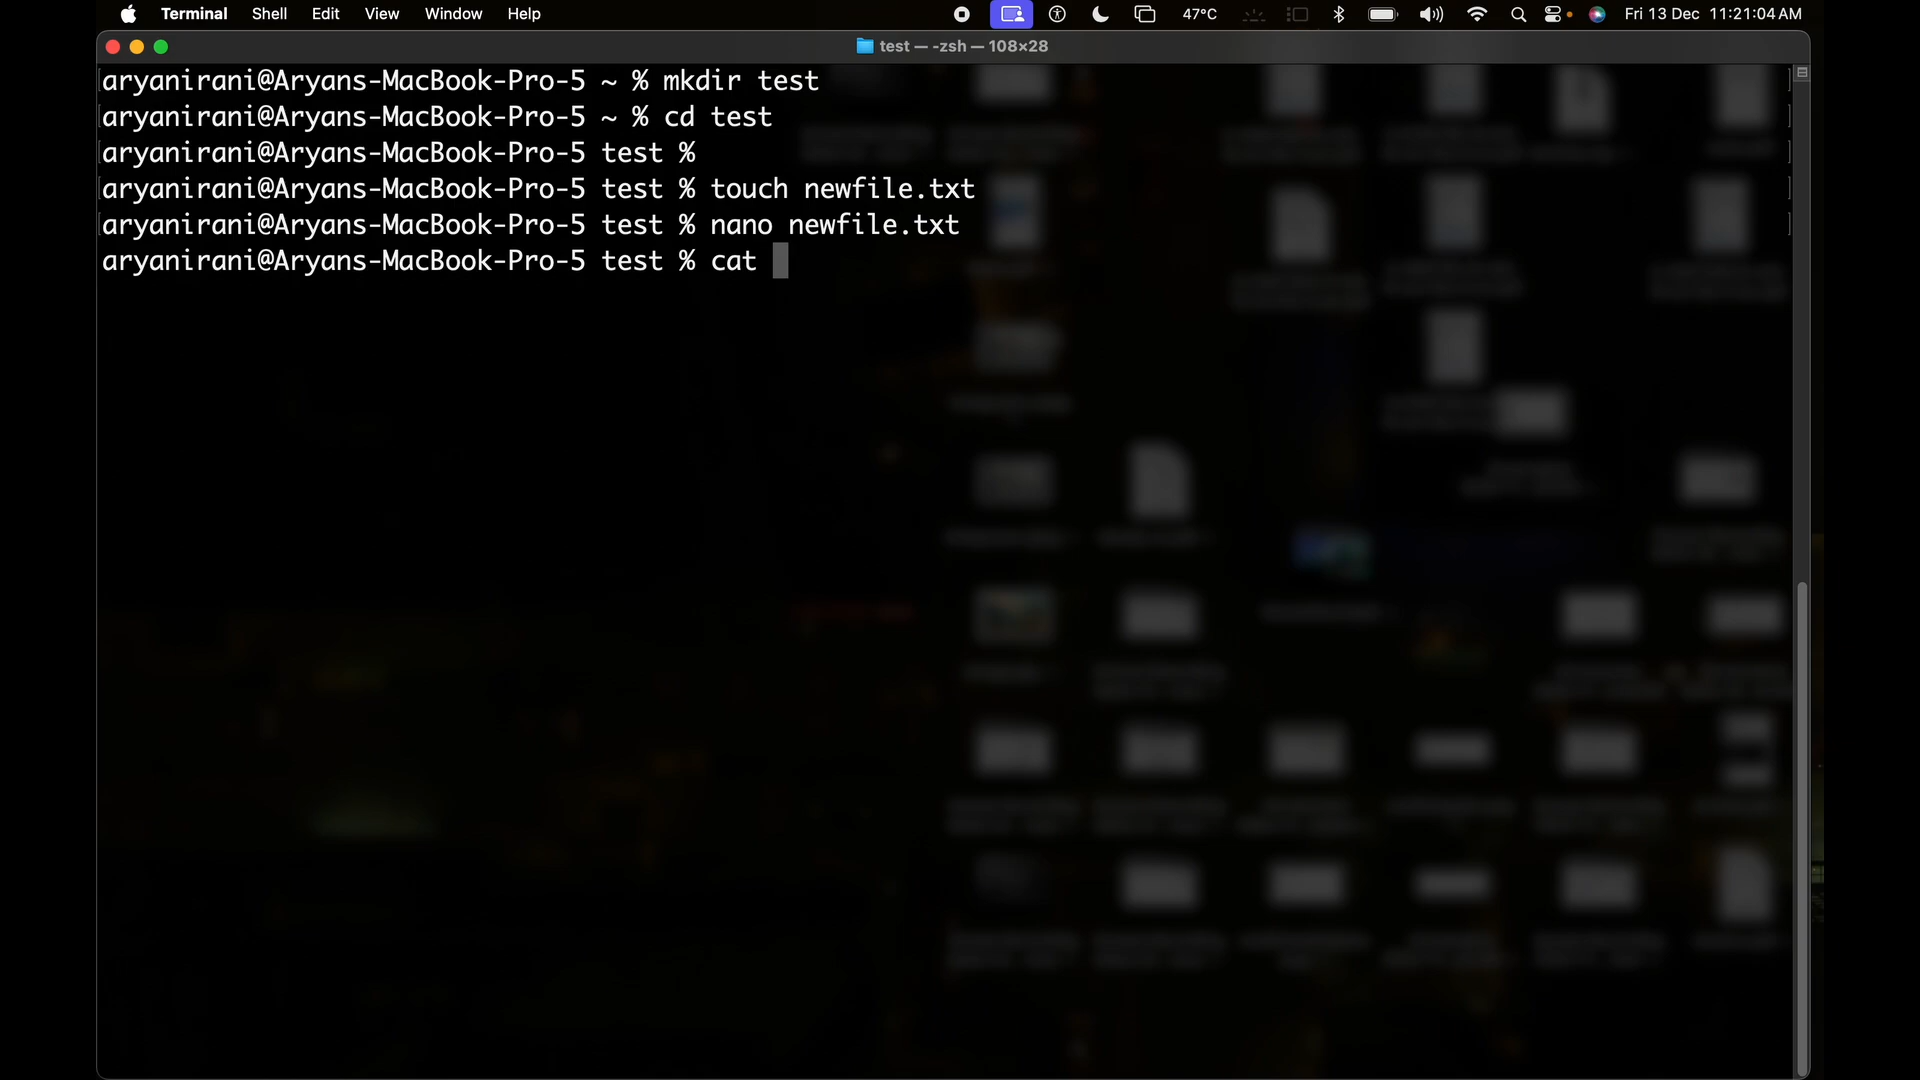 Terminal Shell Edit View Window Help 47°C Fri 13 Dec 11:21:04 AM
test — -zsh — 108×28
aryanirani@Aryans-MacBook-Pro-5 ~ % mkdir test
aryanirani@Aryans-MacBook-Pro-5 ~ % cd test
aryanirani@Aryans-MacBook-Pro-5 test %
aryanirani@Aryans-MacBook-Pro-5 test % touch newfile.txt
aryanirani@Aryans-MacBook-Pro-5 test % nano newfile.txt
aryanirani@Aryans-MacBook-Pro-5 test % cat